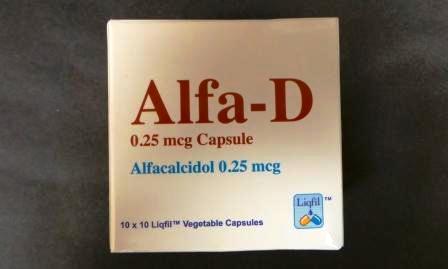 Alfa-D
0.25 mcg Capsule
Alfacalcidol 0.25 mcg
Liqfil™
10 x 10 Liqfil™ Vegetable Capsules